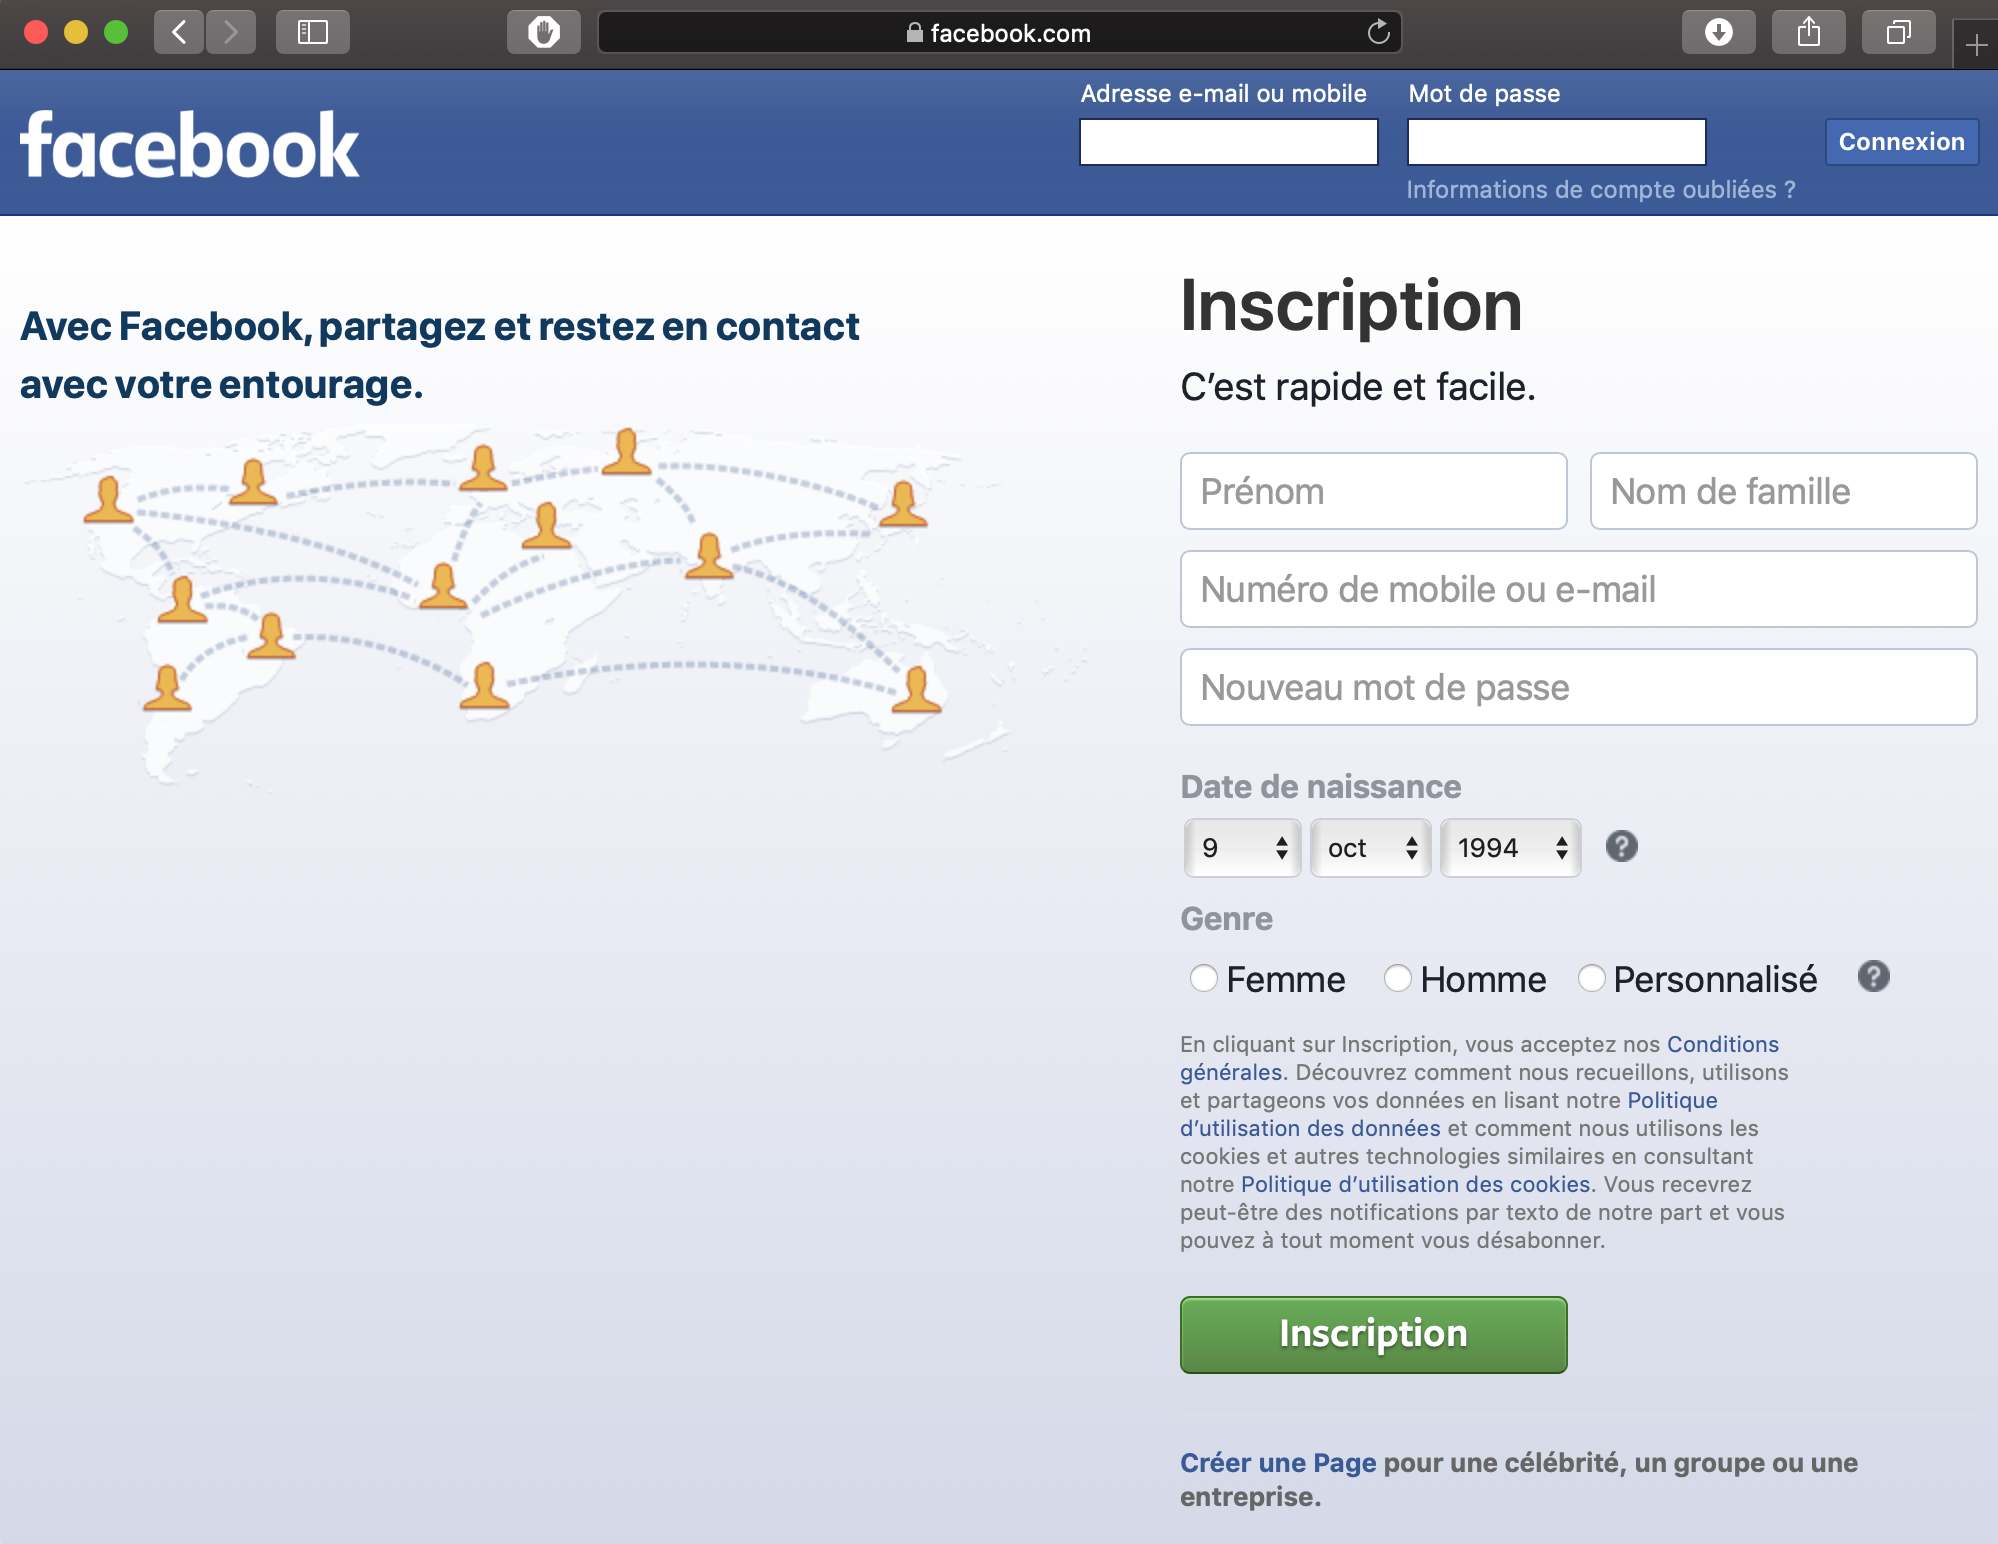 facebook.com
Adresse e-mail ou mobile
Mot de passe
facebook
Connexion
Informations de compte oubliées ?
Avec Facebook, partagez et restez en contact
avec votre entourage.
Inscription
C’est rapide et facile.
Prénom
Nom de famille
Numéro de mobile ou e-mail
Nouveau mot de passe
Date de naissance
9
oct
1994
?
Genre
Femme
Homme
Personnalisé
?
En cliquant sur Inscription, vous acceptez nos Conditions
générales. Découvrez comment nous recueillons, utilisons
et partageons vos données en lisant notre Politique
d’utilisation des données et comment nous utilisons les
cookies et autres technologies similaires en consultant
notre Politique d’utilisation des cookies. Vous recevrez
peut-être des notifications par texto de notre part et vous
pouvez à tout moment vous désabonner.
Inscription
Créer une Page pour une célébrité, un groupe ou une
entreprise.